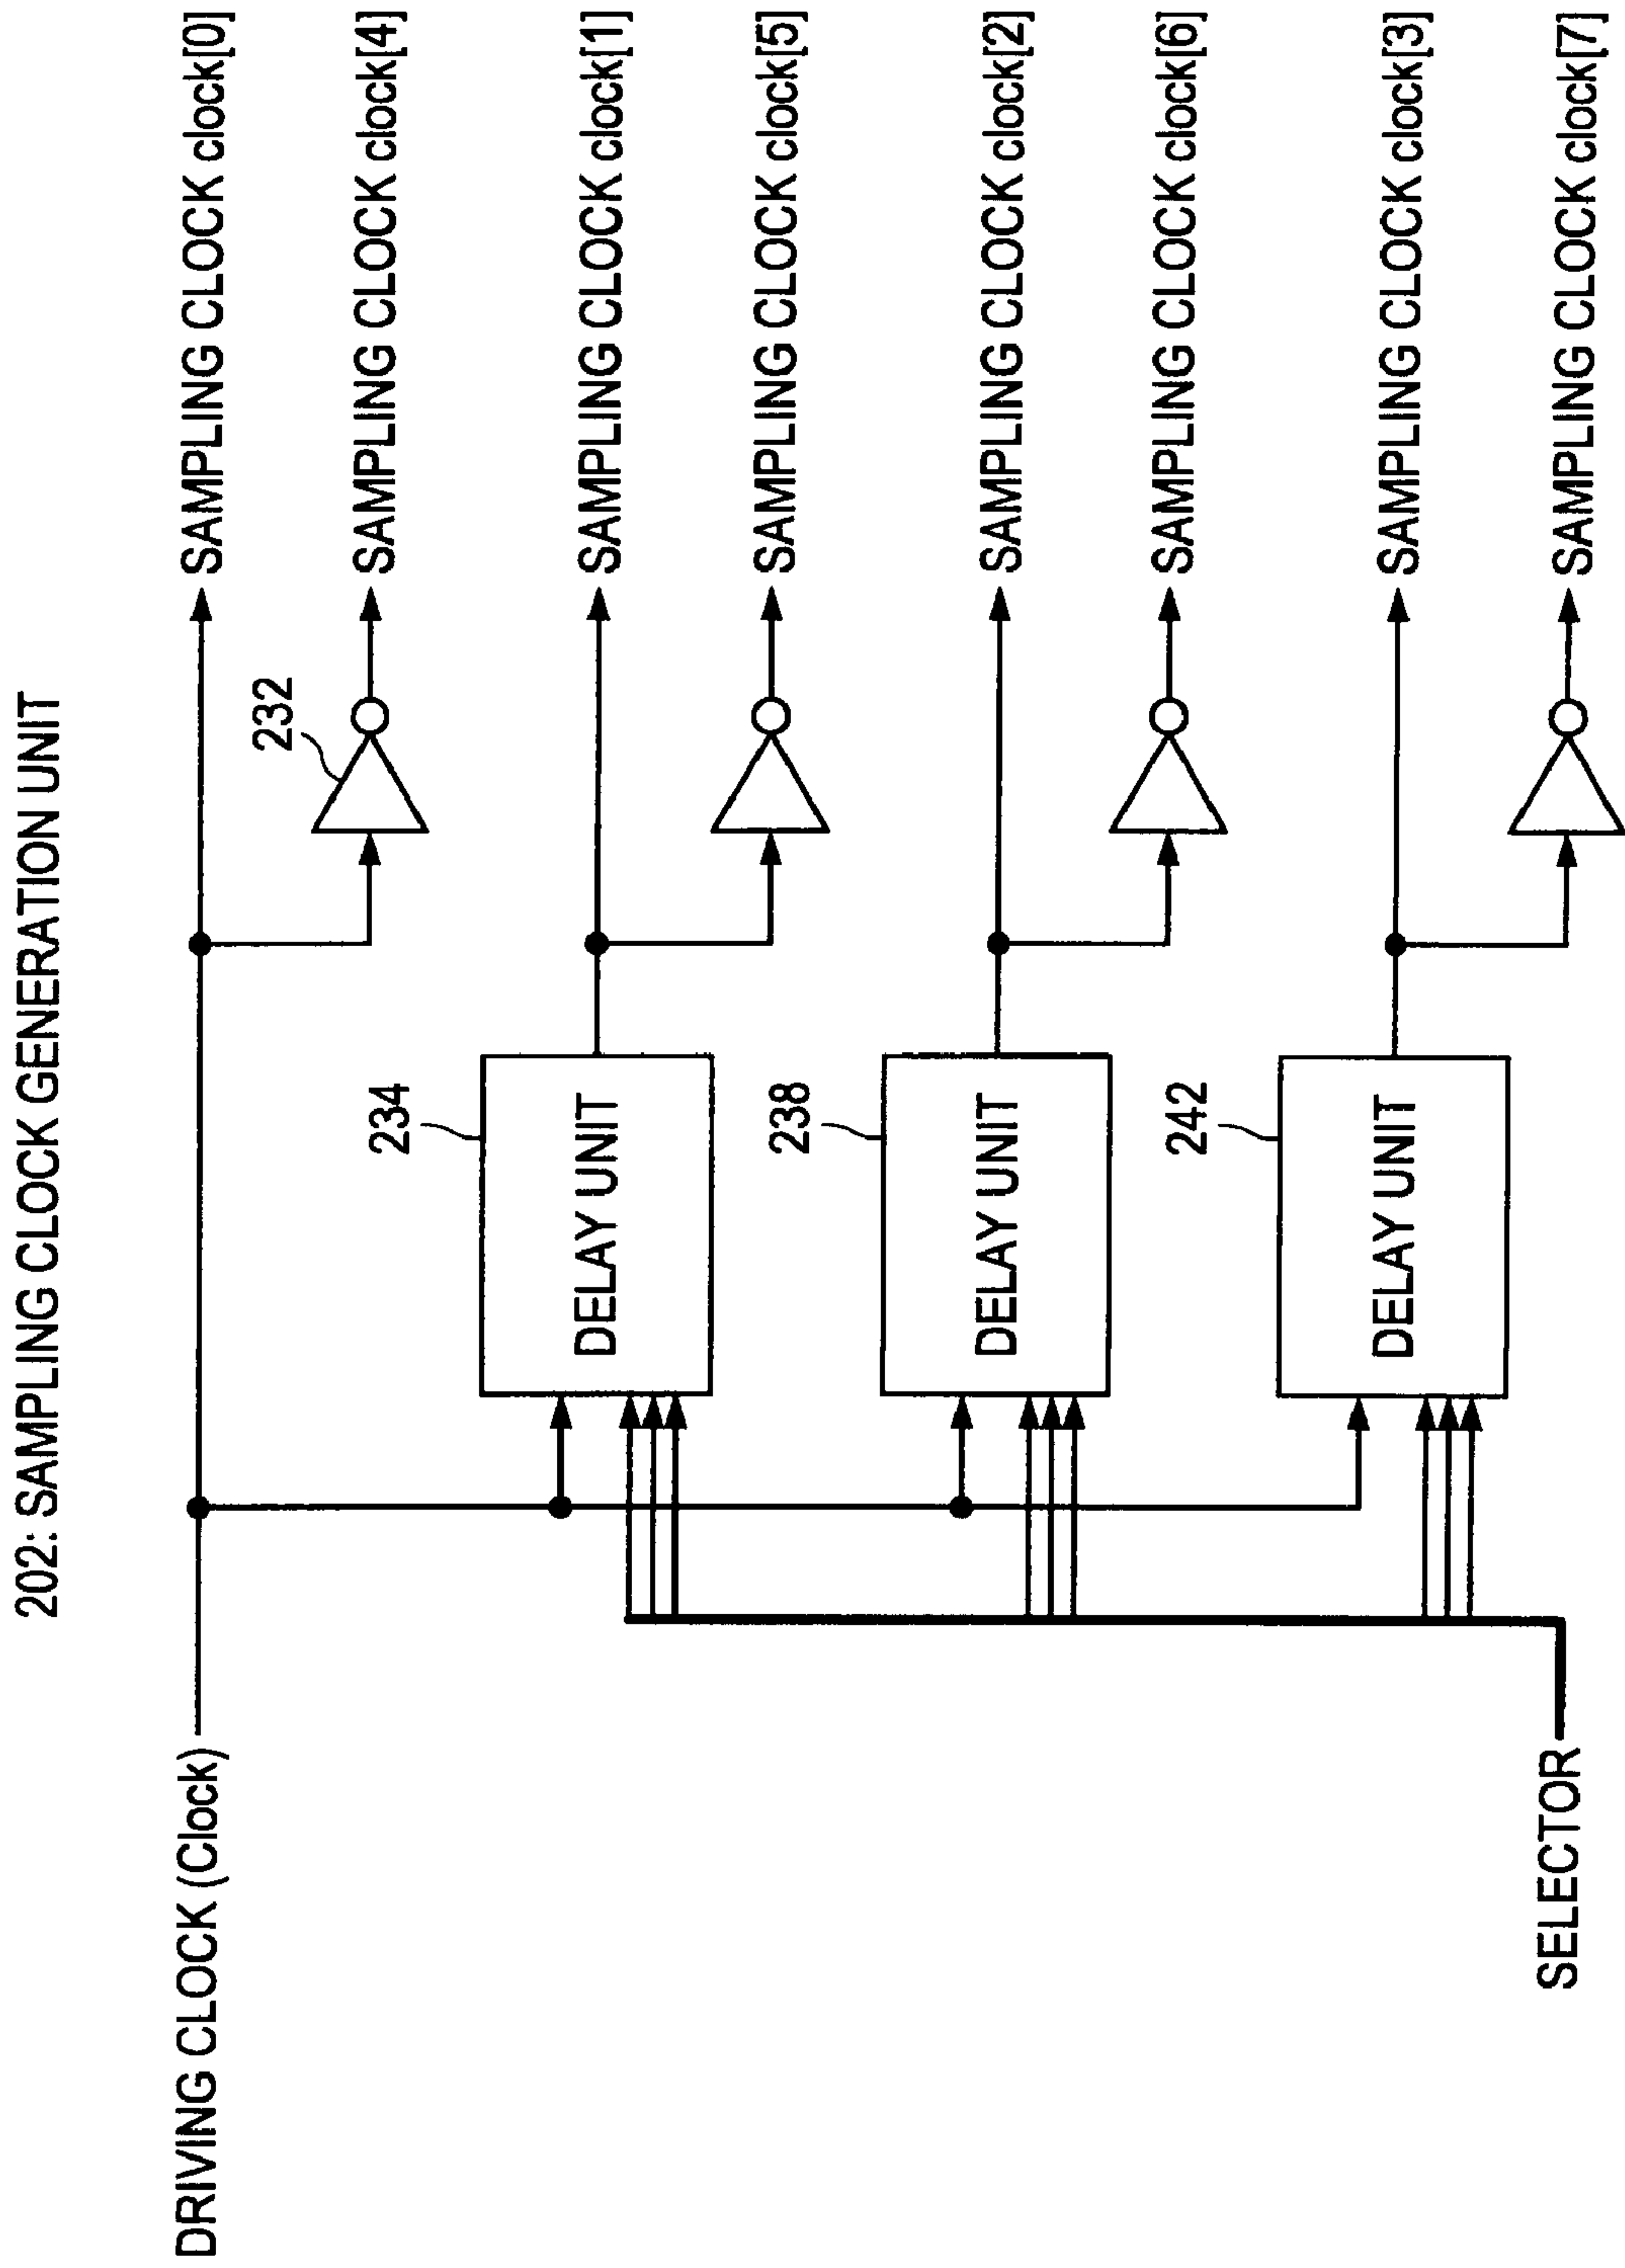 202: SAMPLING CLOCK GENERATION UNIT
DRIVING CLOCK (Clock)
SAMPLING CLOCK clock[0]
232
SAMPLING CLOCK clock[4]
234
DELAY UNIT
SAMPLING CLOCK clock[1]
SAMPLING CLOCK clock[5]
238
DELAY UNIT
SAMPLING CLOCK clock[2]
SAMPLING CLOCK clock[6]
242
DELAY UNIT
SAMPLING CLOCK clock[3]
SELECTOR
SAMPLING CLOCK clock[7]